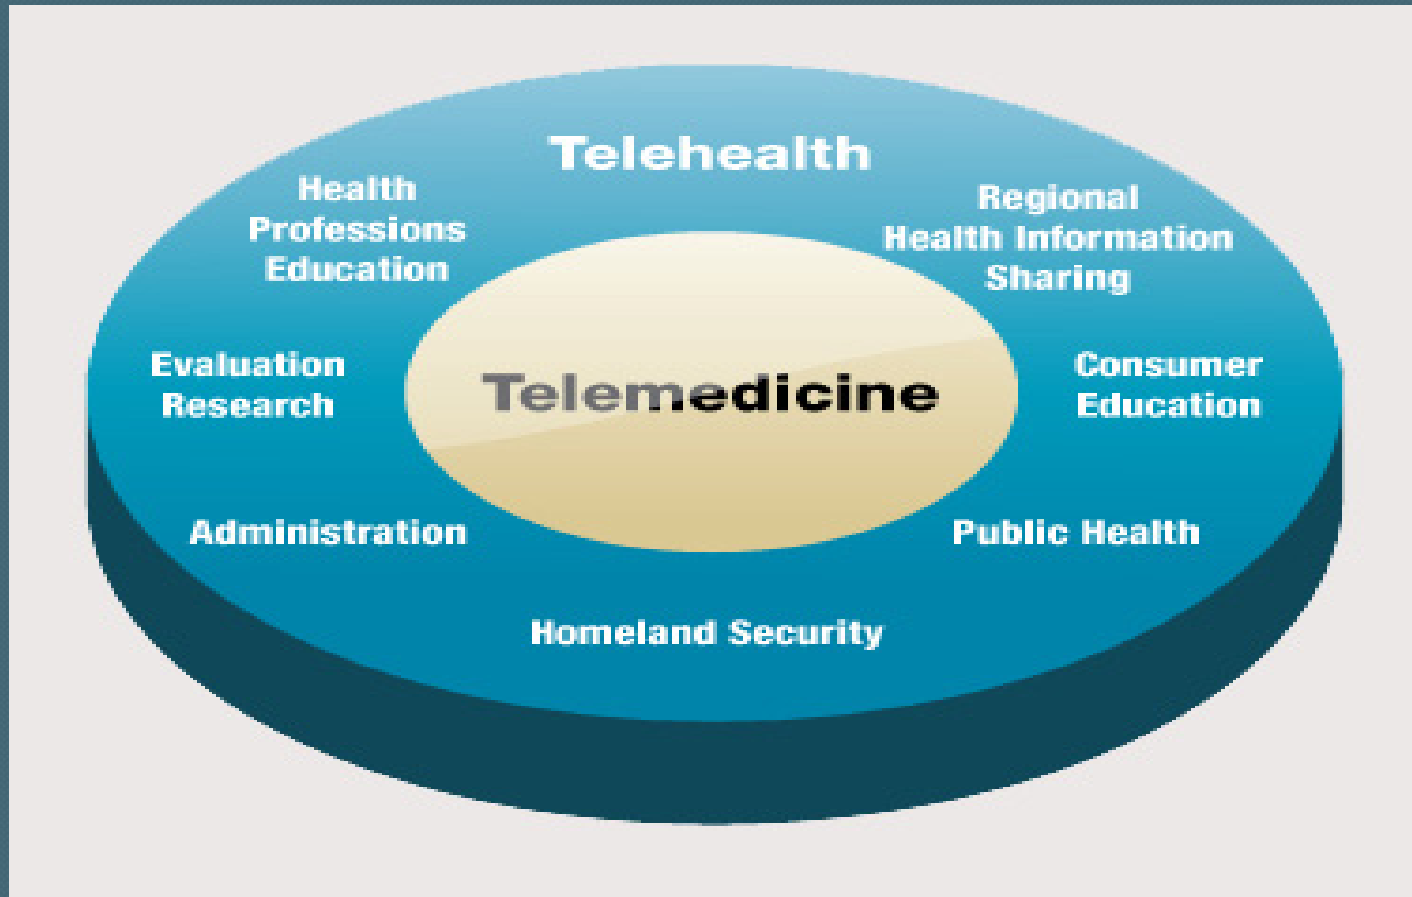 Telehealth
Health
Professions
Education
Regional
Health Information
Sharing
Evaluation
Research
Telemedicine
Consumer
Education
Administration
Public Health
Homeland Security